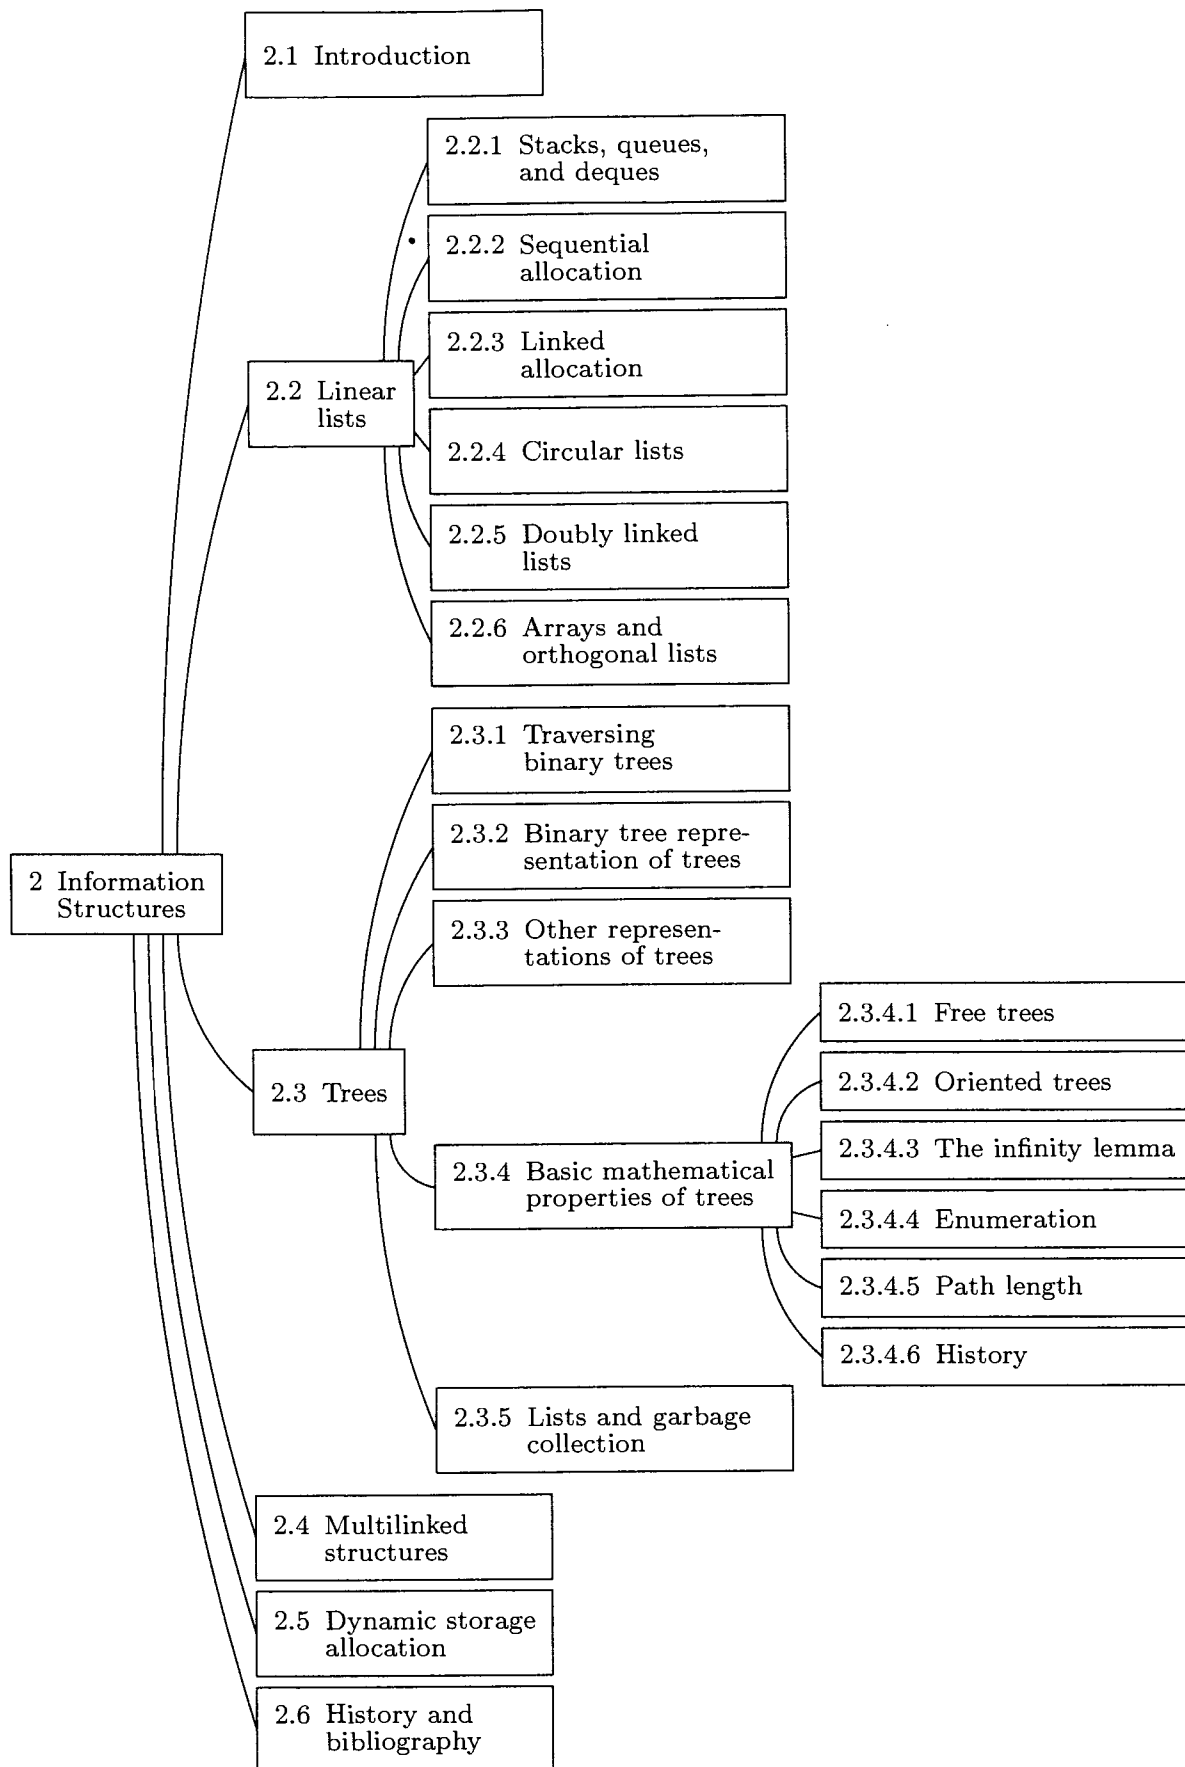 2.1 Introduction
2.2.1 Stacks, queues,
and deques
2.2.2 Sequential
allocation
2.2.3 Linked
allocation
2.2 Linear
lists
2.2.4 Circular lists
2.2.5 Doubly linked
lists
2.2.6 Arrays and
orthogonal lists
2.3.1 Traversing
binary trees
2.3.2 Binary tree repre-
sentation of trees
2 Information
Structures
2.3.3 Other represen-
tations of trees
2.3 Trees
2.3.4.1 Free trees
2.3.4.2 Oriented trees
2.3.4.3 The infinity lemma
2.3.4 Basic mathematical
properties of trees
2.3.4.4 Enumeration
2.3.4.5 Path length
2.3.4.6 History
2.3.5 Lists and garbage
collection
2.4 Multilinked
structures
2.5 Dynamic storage
allocation
2.6 History and
bibliography